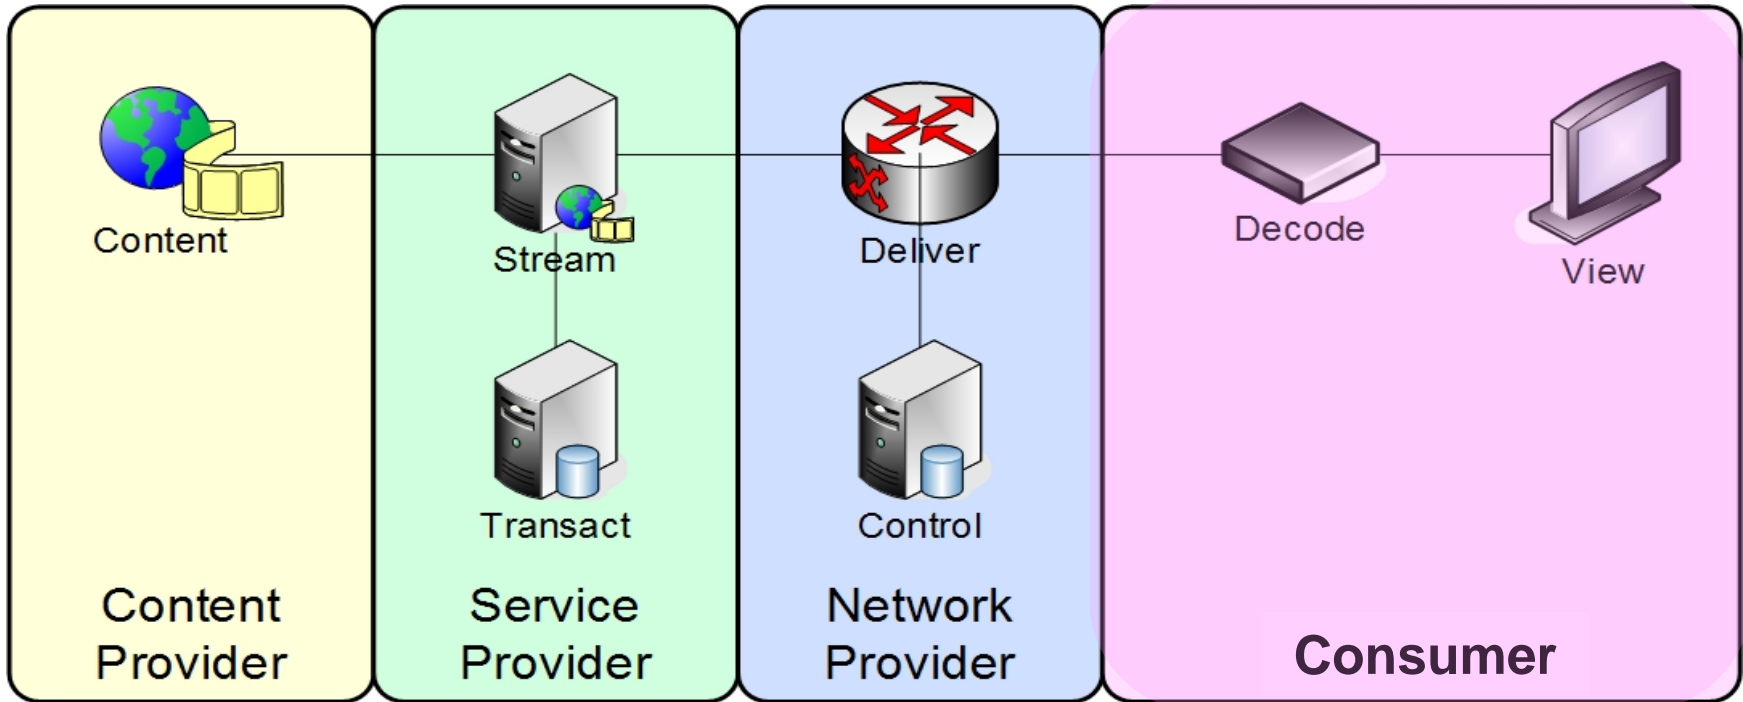 Content
Stream
Deliver
Decode
View
Transact
Control
Content
Provider
Service
Provider
Network
Provider
Consumer